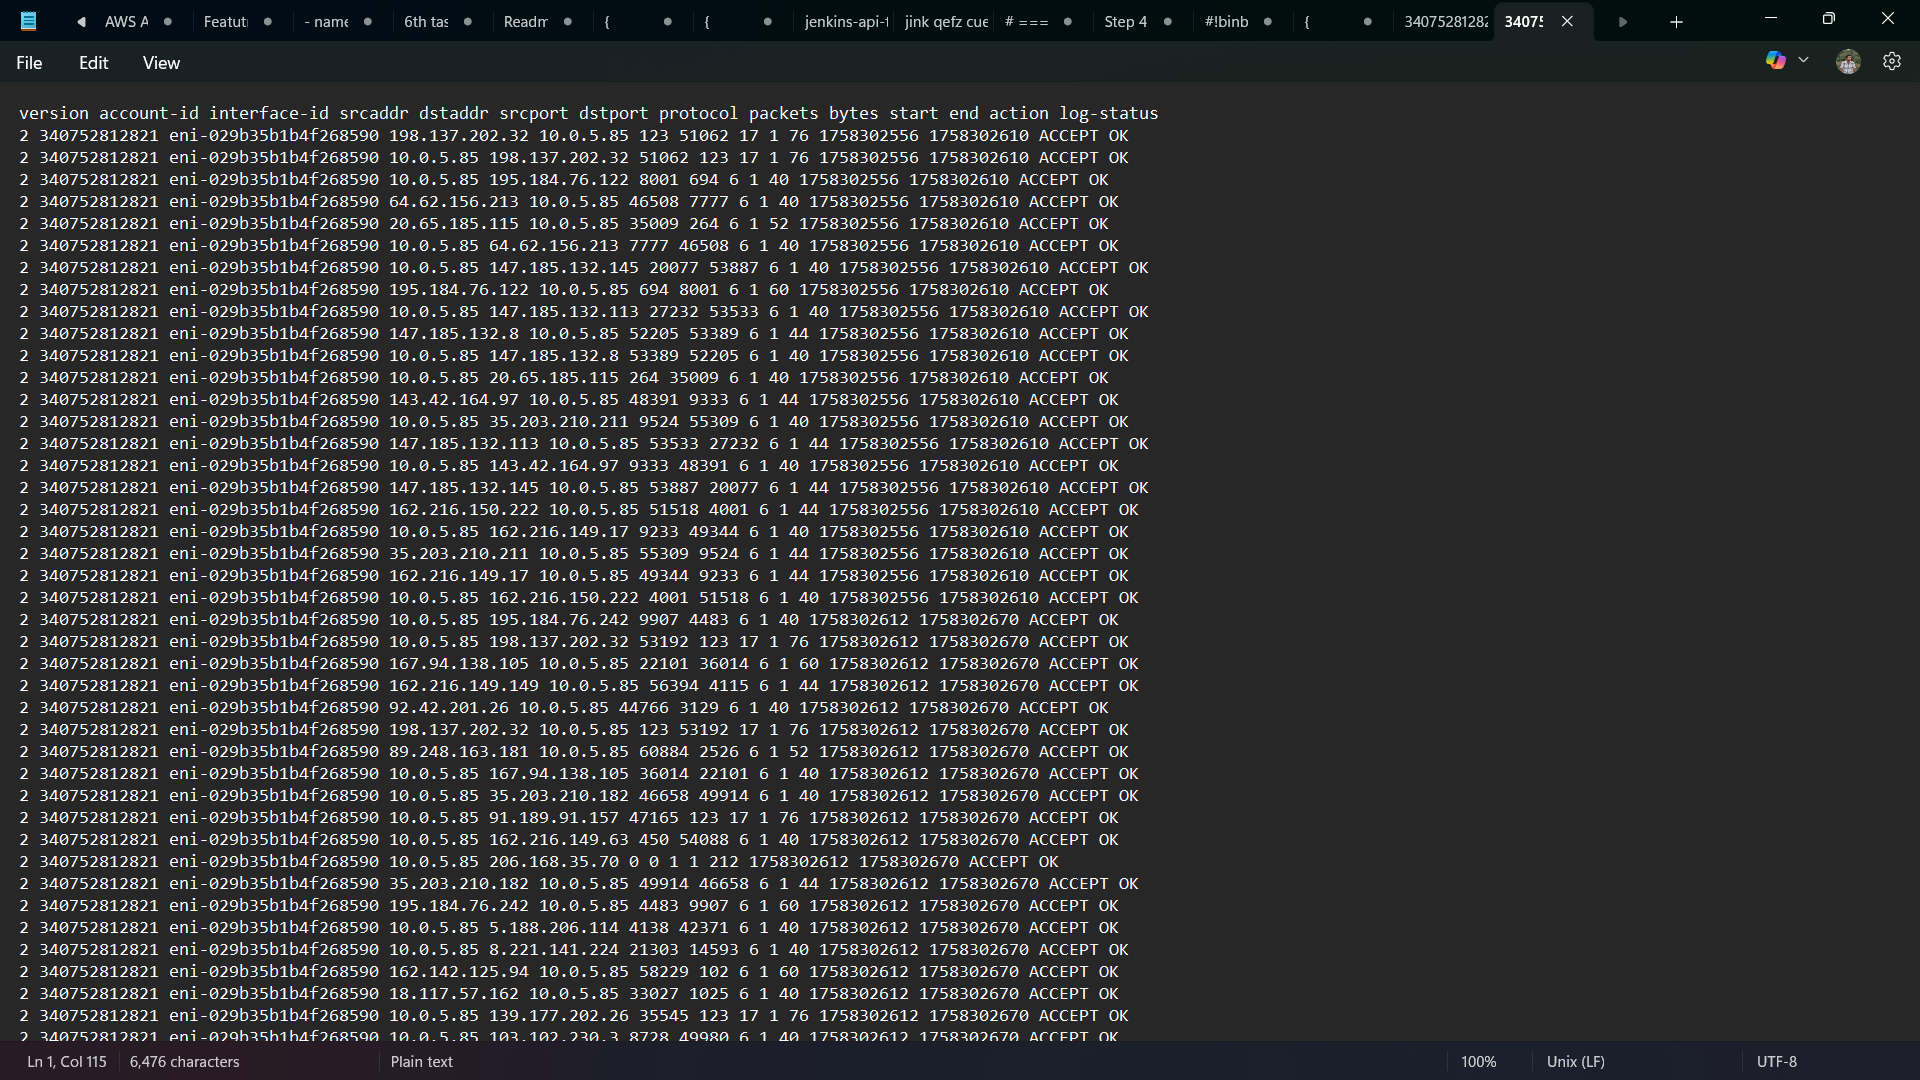 AWS A
Featur
- name
6th tas
Readm
{
{
jenkins-api-t
jink qefz cue
# ===
Step 4
#!binb
{
34075281282
34075
File
Edit
View
version account-id interface-id srcaddr dstaddr srcport dstport protocol packets bytes start end action log-status
2 340752812821 eni-029b35b1b4f268590 198.137.202.32 10.0.5.85 123 51062 17 1 76 1758302556 1758302610 ACCEPT OK
2 340752812821 eni-029b35b1b4f268590 10.0.5.85 198.137.202.32 51062 123 17 1 76 1758302556 1758302610 ACCEPT OK
2 340752812821 eni-029b35b1b4f268590 10.0.5.85 195.184.76.122 8001 694 6 1 40 1758302556 1758302610 ACCEPT OK
2 340752812821 eni-029b35b1b4f268590 64.62.156.213 10.0.5.85 46508 7777 6 1 40 1758302556 1758302610 ACCEPT OK
2 340752812821 eni-029b35b1b4f268590 20.65.185.115 10.0.5.85 35009 264 6 1 52 1758302556 1758302610 ACCEPT OK
2 340752812821 eni-029b35b1b4f268590 10.0.5.85 64.62.156.213 7777 46508 6 1 40 1758302556 1758302610 ACCEPT OK
2 340752812821 eni-029b35b1b4f268590 10.0.5.85 147.185.132.145 20077 53887 6 1 40 1758302556 1758302610 ACCEPT OK
2 340752812821 eni-029b35b1b4f268590 195.184.76.122 10.0.5.85 694 8001 6 1 60 1758302556 1758302610 ACCEPT OK
2 340752812821 eni-029b35b1b4f268590 10.0.5.85 147.185.132.113 27232 53533 6 1 40 1758302556 1758302610 ACCEPT OK
2 340752812821 eni-029b35b1b4f268590 147.185.132.8 10.0.5.85 52205 53389 6 1 44 1758302556 1758302610 ACCEPT OK
2 340752812821 eni-029b35b1b4f268590 10.0.5.85 147.185.132.8 53389 52205 6 1 40 1758302556 1758302610 ACCEPT OK
2 340752812821 eni-029b35b1b4f268590 10.0.5.85 20.65.185.115 264 35009 6 1 40 1758302556 1758302610 ACCEPT OK
2 340752812821 eni-029b35b1b4f268590 143.42.164.97 10.0.5.85 48391 9333 6 1 44 1758302556 1758302610 ACCEPT OK
2 340752812821 eni-029b35b1b4f268590 10.0.5.85 35.203.210.211 9524 55309 6 1 40 1758302556 1758302610 ACCEPT OK
2 340752812821 eni-029b35b1b4f268590 147.185.132.113 10.0.5.85 53533 27232 6 1 44 1758302556 1758302610 ACCEPT OK
2 340752812821 eni-029b35b1b4f268590 10.0.5.85 143.42.164.97 9333 48391 6 1 40 1758302556 1758302610 ACCEPT OK
2 340752812821 eni-029b35b1b4f268590 147.185.132.145 10.0.5.85 53887 20077 6 1 44 1758302556 1758302610 ACCEPT OK
2 340752812821 eni-029b35b1b4f268590 162.216.150.222 10.0.5.85 51518 4001 6 1 44 1758302556 1758302610 ACCEPT OK
2 340752812821 eni-029b35b1b4f268590 10.0.5.85 162.216.149.17 9233 49344 6 1 40 1758302556 1758302610 ACCEPT OK
2 340752812821 eni-029b35b1b4f268590 35.203.210.211 10.0.5.85 55309 9524 6 1 44 1758302556 1758302610 ACCEPT OK
2 340752812821 eni-029b35b1b4f268590 162.216.149.17 10.0.5.85 49344 9233 6 1 44 1758302556 1758302610 ACCEPT OK
2 340752812821 eni-029b35b1b4f268590 10.0.5.85 162.216.150.222 4001 51518 6 1 40 1758302556 1758302610 ACCEPT OK
2 340752812821 eni-029b35b1b4f268590 10.0.5.85 195.184.76.242 9907 4483 6 1 40 1758302612 1758302670 ACCEPT OK
2 340752812821 eni-029b35b1b4f268590 10.0.5.85 198.137.202.32 53192 123 17 1 76 1758302612 1758302670 ACCEPT OK
2 340752812821 eni-029b35b1b4f268590 167.94.138.105 10.0.5.85 22101 36014 6 1 60 1758302612 1758302670 ACCEPT OK
2 340752812821 eni-029b35b1b4f268590 162.216.149.149 10.0.5.85 56394 4115 6 1 44 1758302612 1758302670 ACCEPT OK
2 340752812821 eni-029b35b1b4f268590 92.42.201.26 10.0.5.85 44766 3129 6 1 40 1758302612 1758302670 ACCEPT OK
2 340752812821 eni-029b35b1b4f268590 198.137.202.32 10.0.5.85 123 53192 17 1 76 1758302612 1758302670 ACCEPT OK
2 340752812821 eni-029b35b1b4f268590 89.248.163.181 10.0.5.85 60884 2526 6 1 52 1758302612 1758302670 ACCEPT OK
2 340752812821 eni-029b35b1b4f268590 10.0.5.85 167.94.138.105 36014 22101 6 1 40 1758302612 1758302670 ACCEPT OK
2 340752812821 eni-029b35b1b4f268590 10.0.5.85 35.203.210.182 46658 49914 6 1 40 1758302612 1758302670 ACCEPT OK
2 340752812821 eni-029b35b1b4f268590 10.0.5.85 91.189.91.157 47165 123 17 1 76 1758302612 1758302670 ACCEPT OK
2 340752812821 eni-029b35b1b4f268590 10.0.5.85 162.216.149.63 450 54088 6 1 40 1758302612 1758302670 ACCEPT OK
2 340752812821 eni-029b35b1b4f268590 10.0.5.85 206.168.35.70 0 0 1 1 212 1758302612 1758302670 ACCEPT OK
2 340752812821 eni-029b35b1b4f268590 35.203.210.182 10.0.5.85 49914 46658 6 1 44 1758302612 1758302670 ACCEPT OK
2 340752812821 eni-029b35b1b4f268590 195.184.76.242 10.0.5.85 4483 9907 6 1 60 1758302612 1758302670 ACCEPT OK
2 340752812821 eni-029b35b1b4f268590 10.0.5.85 5.188.206.114 4138 42371 6 1 40 1758302612 1758302670 ACCEPT OK
2 340752812821 eni-029b35b1b4f268590 10.0.5.85 8.221.141.224 21303 14593 6 1 40 1758302612 1758302670 ACCEPT OK
2 340752812821 eni-029b35b1b4f268590 162.142.125.94 10.0.5.85 58229 102 6 1 60 1758302612 1758302670 ACCEPT OK
2 340752812821 eni-029b35b1b4f268590 18.117.57.162 10.0.5.85 33027 1025 6 1 40 1758302612 1758302670 ACCEPT OK
2 340752812821 eni-029b35b1b4f268590 10.0.5.85 139.177.202.26 35545 123 17 1 76 1758302612 1758302670 ACCEPT OK
2 340752812821 eni-029b35b1b4f268590 10.0.5.85 103.102.230.3 8728 49980 6 1 40 1758302612 1758302670 ACCEPT OK
Ln 1, Col 115
6,476 characters
Plain text
100%
Unix (LF)
UTF-8